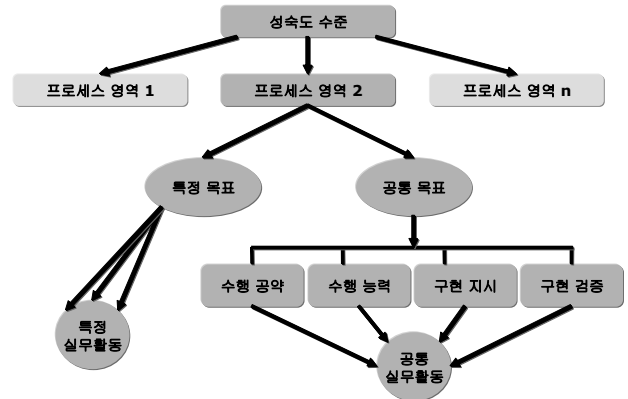 성숙도 수준
프로세스 영역 1
프로세스 영역 2
프로세스 영역 n
특정 목표
공통 목표
수행 공약
수행 능력
구현 지시
구현 검증
특정
실무활동
공통
실무활동